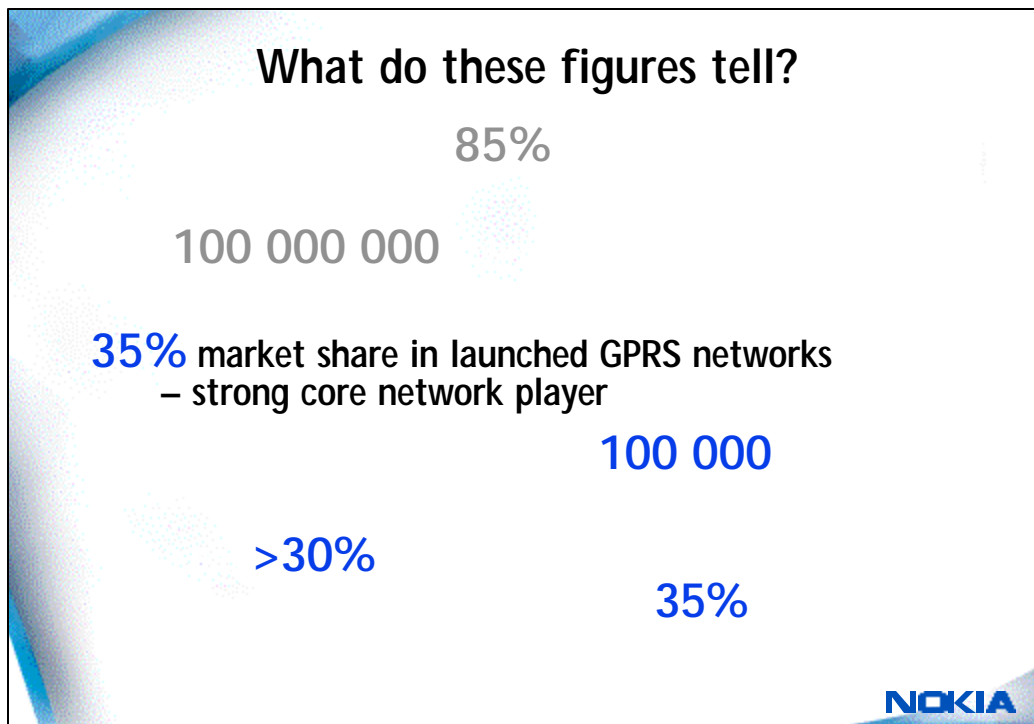 What do these figures tell?
85%
100 000 000
35% market share in launched GPRS networks
– strong core network player
100 000
>30%
35%
NOKIA